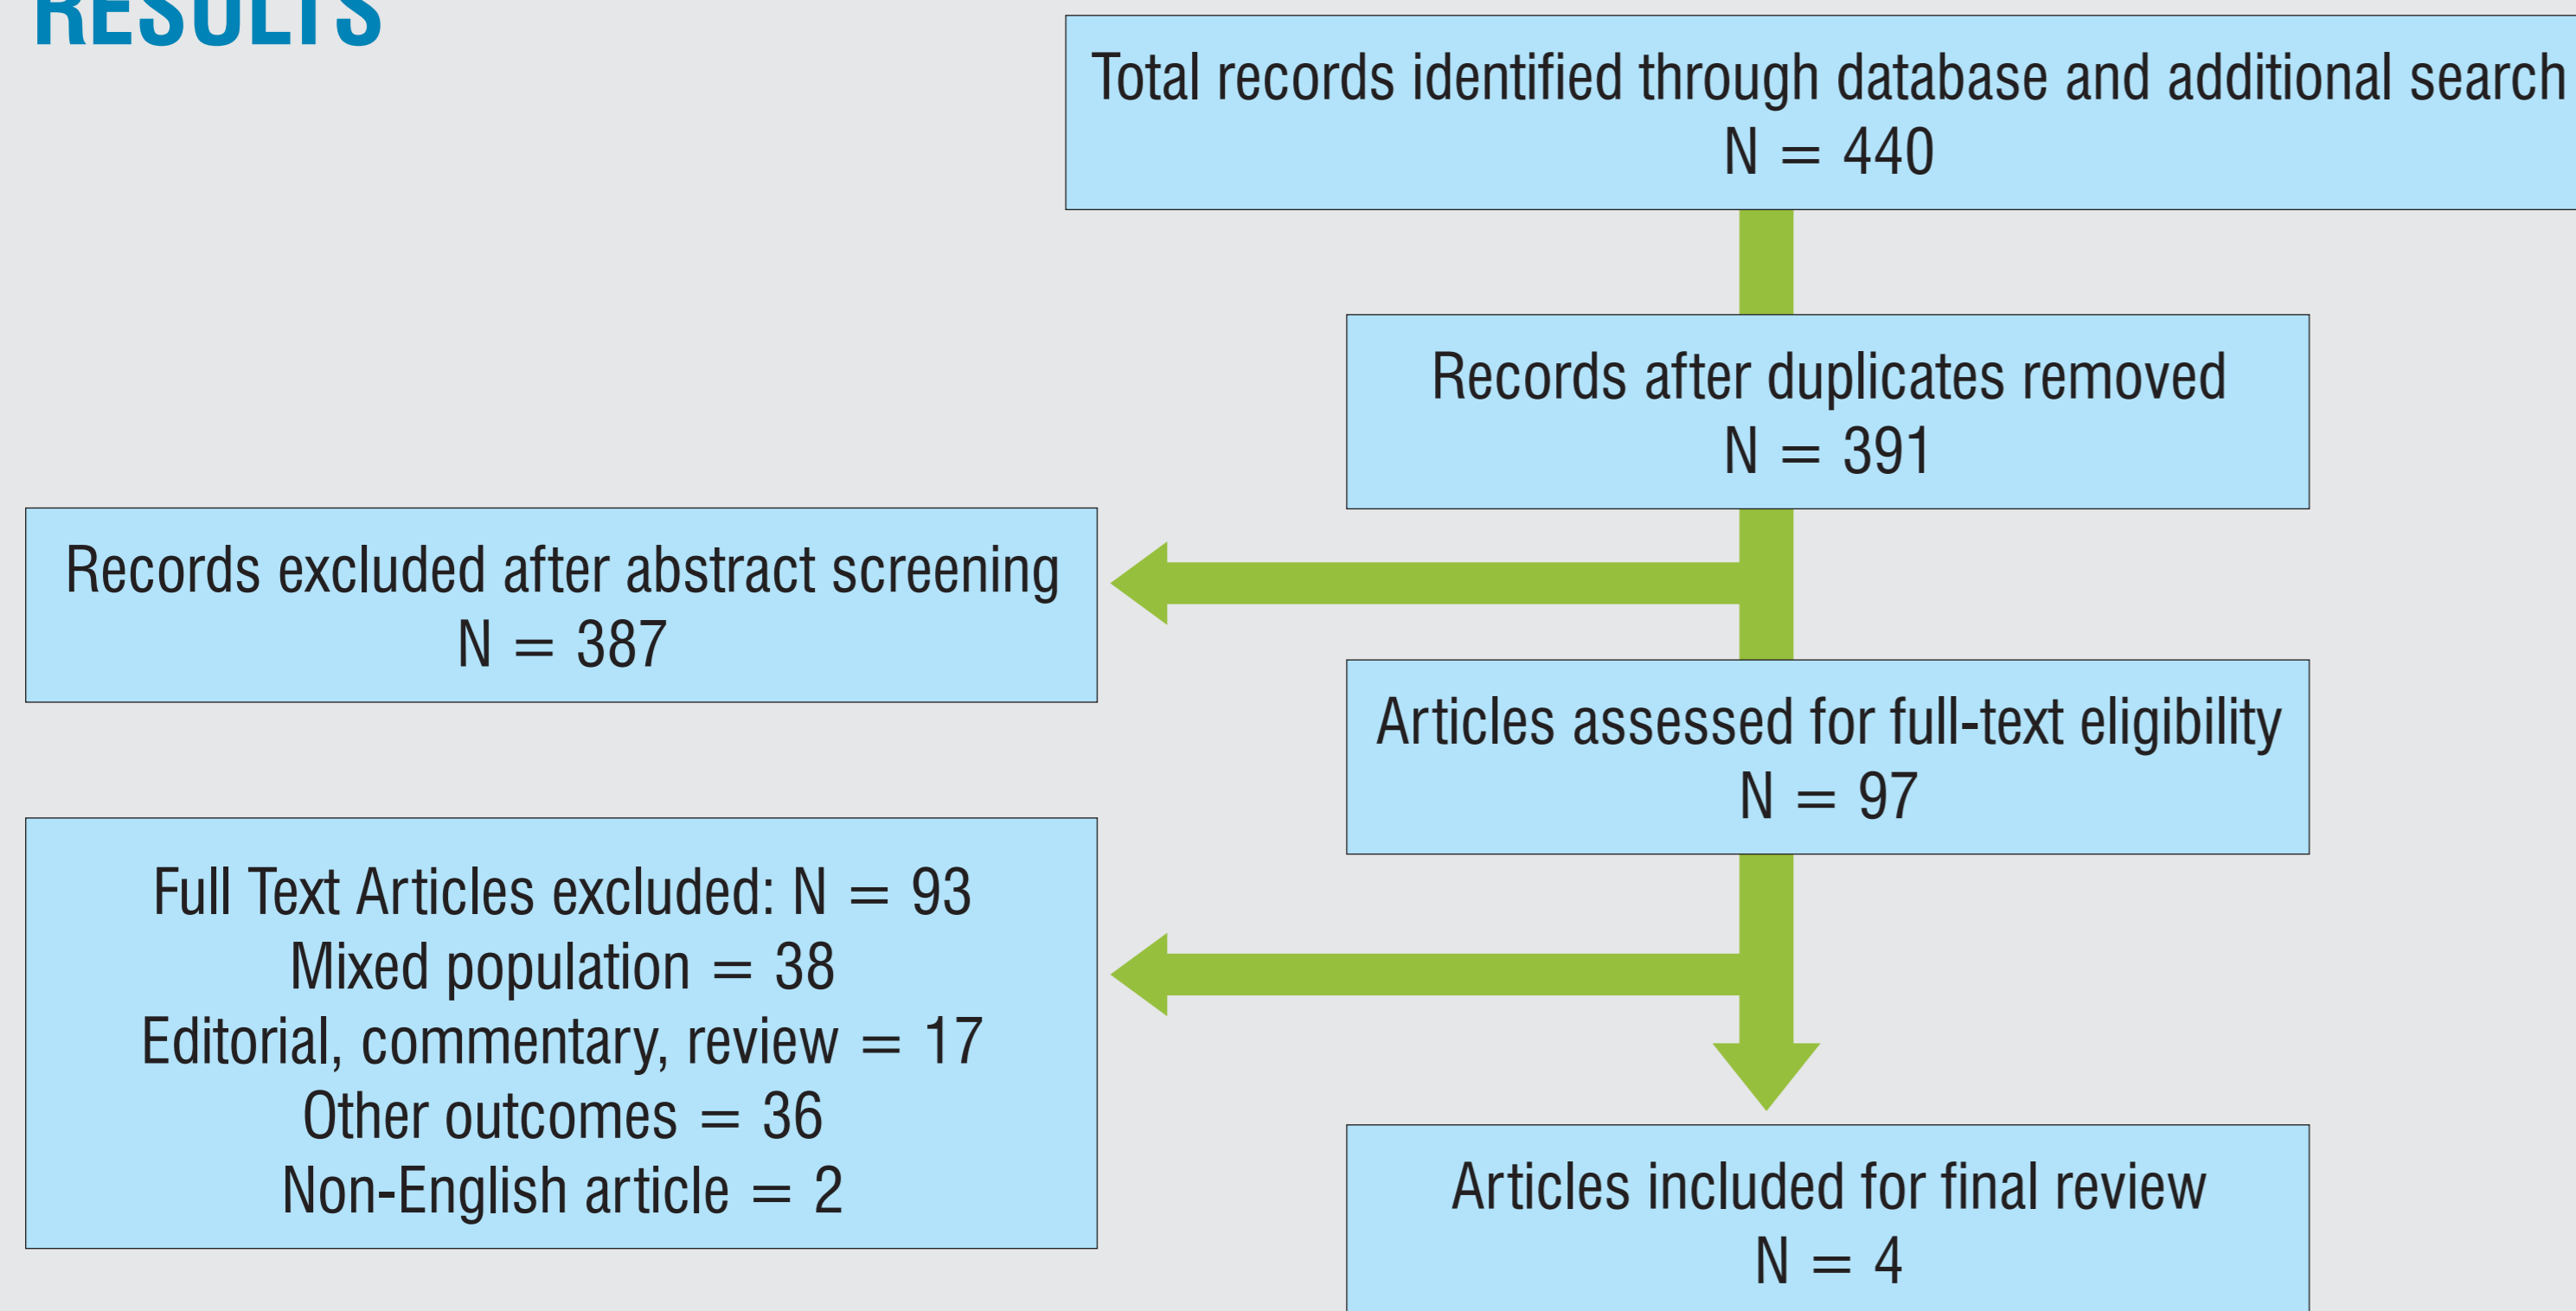 RESULTS
Total records identified through database and additional search
N = 440
Records after duplicates removed
N = 391
Records excluded after abstract screening
N = 387
Articles assessed for full-text eligibility
N = 97
Full Text Articles excluded: N = 93
Mixed population = 38
Editorial, commentary, review = 17
Other outcomes = 36
Non-English article = 2
Articles included for final review
N = 4